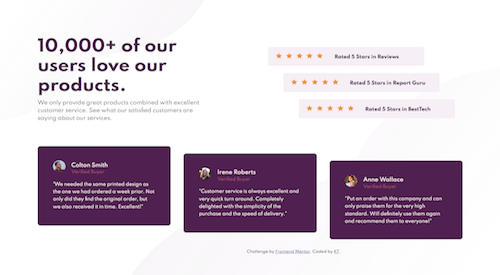 10,000+ of our
users love our
products.
We only provide great products combined with excellent
customer service. See what our satisfied customers are
saying about our services.
Rated 5 Stars in Reviews
Rated 5 Stars in Report Guru
Rated 5 Stars in BestTech
Colton Smith
Verified Buyer
"We needed the same printed design as
the one we had ordered a week prior. Not
only did they find the original order, but
we also received it in time. Excellent!"
Irene Roberts
Verified Buyer
"Customer service is always excellent and
very quick turn around. Completely
delighted with the simplicity of the
purchase and the speed of delivery."
Anne Wallace
Verified Buyer
"Put an order with this company and can
only praise them for the very high
standard. Will definitely use them again
and recommend them to everyone!"
Challenge by Frontend Mentor. Coded by KT.